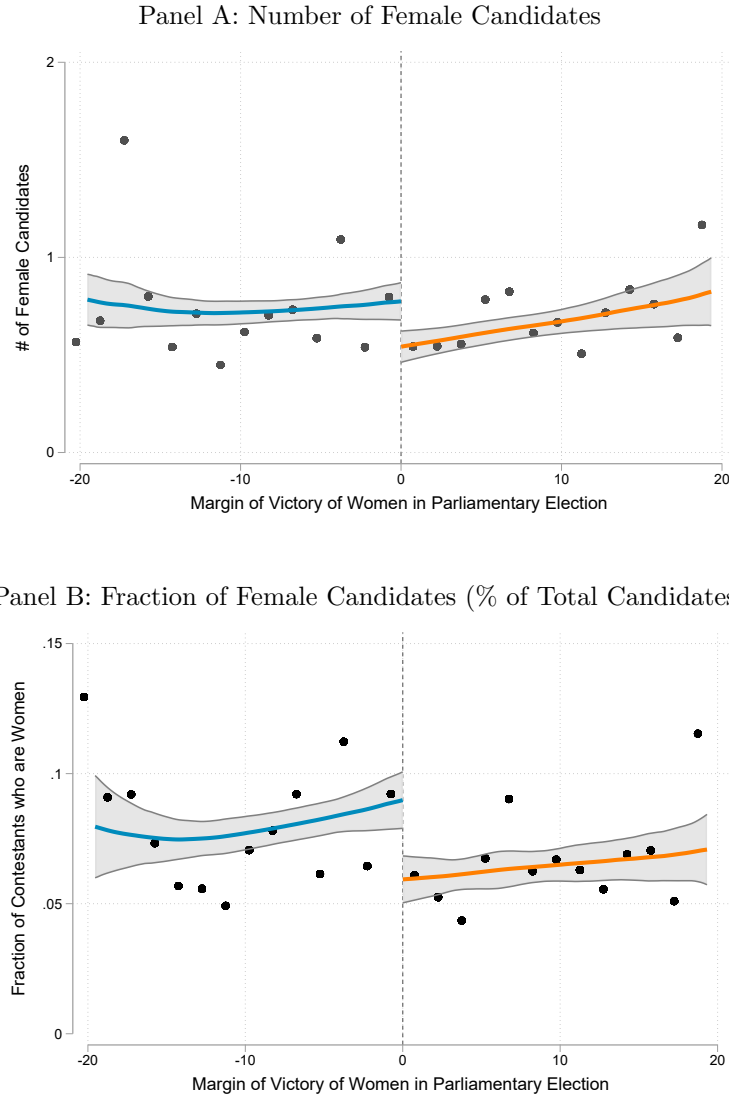 Panel A: Number of Female Candidates
2
1
0
# of Female Candidates
-20 -10 0 10 20
Margin of Victory of Women in Parliamentary Election
Panel B: Fraction of Female Candidates (% of Total Candidates
.15
.1
.05
0
Fraction of Contestants who are Women
-20 -10 0 10 20
Margin of Victory of Women in Parliamentary Election